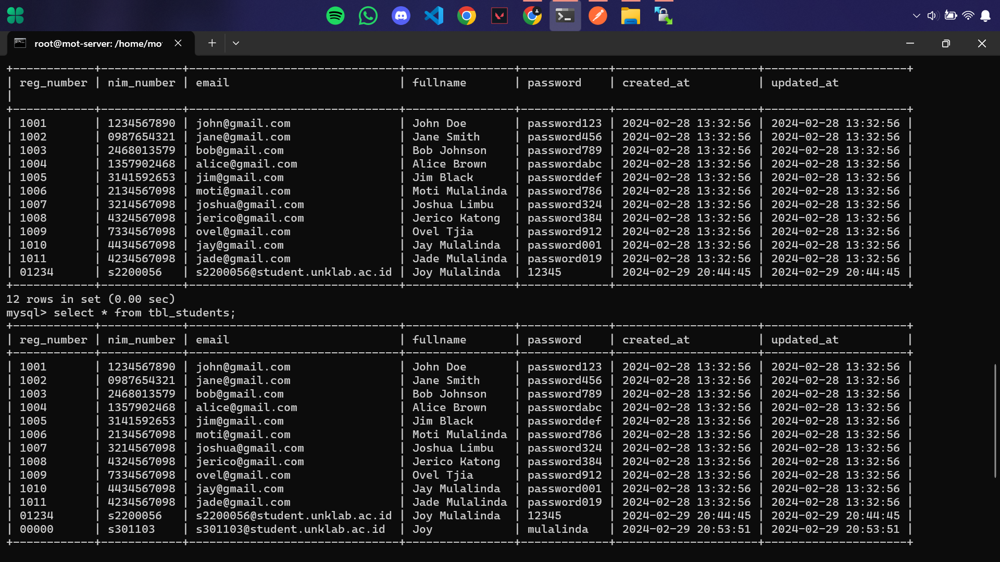 root@mot-server: /home/mo
+------------+------------+-------------------------------+----------------+-------------+---------------------+---------------------+
| reg_number | nim_number | email                         | fullname       | password    | created_at          | updated_at
|
+------------+------------+-------------------------------+----------------+-------------+---------------------+---------------------+
| 1001       | 1234567890 | john@gmail.com                | John Doe       | password123 | 2024-02-28 13:32:56 | 2024-02-28 13:32:56 |
| 1002       | 0987654321 | jane@gmail.com                | Jane Smith     | password456 | 2024-02-28 13:32:56 | 2024-02-28 13:32:56 |
| 1003       | 2468013579 | bob@gmail.com                 | Bob Johnson    | password789 | 2024-02-28 13:32:56 | 2024-02-28 13:32:56 |
| 1004       | 1357902468 | alice@gmail.com               | Alice Brown    | passwordabc | 2024-02-28 13:32:56 | 2024-02-28 13:32:56 |
| 1005       | 3141592653 | jim@gmail.com                 | Jim Black      | passworddef | 2024-02-28 13:32:56 | 2024-02-28 13:32:56 |
| 1006       | 2134567098 | moti@gmail.com                | Moti Mulalinda | password786 | 2024-02-28 13:32:56 | 2024-02-28 13:32:56 |
| 1007       | 3214567098 | joshua@gmail.com              | Joshua Limbu   | password324 | 2024-02-28 13:32:56 | 2024-02-28 13:32:56 |
| 1008       | 4324567098 | jerico@gmail.com              | Jerico Katong  | password384 | 2024-02-28 13:32:56 | 2024-02-28 13:32:56 |
| 1009       | 7334567098 | ovel@gmail.com                | Ovel Tjia      | password912 | 2024-02-28 13:32:56 | 2024-02-28 13:32:56 |
| 1010       | 4434567098 | jay@gmail.com                 | Jay Mulalinda  | password001 | 2024-02-28 13:32:56 | 2024-02-28 13:32:56 |
| 1011       | 4234567098 | jade@gmail.com                | Jade Mulalinda | password019 | 2024-02-28 13:32:56 | 2024-02-28 13:32:56 |
| 01234      | s2200056   | s2200056@student.unklab.ac.id | Joy Mulalinda  | 12345       | 2024-02-29 20:44:45 | 2024-02-29 20:44:45 |
+------------+------------+-------------------------------+----------------+-------------+---------------------+---------------------+
12 rows in set (0.00 sec)
mysql> select * from tbl_students;
+------------+------------+-------------------------------+----------------+-------------+---------------------+---------------------+
| reg_number | nim_number | email                         | fullname       | password    | created_at          | updated_at          |
+------------+------------+-------------------------------+----------------+-------------+---------------------+---------------------+
| 1001       | 1234567890 | john@gmail.com                | John Doe       | password123 | 2024-02-28 13:32:56 | 2024-02-28 13:32:56 |
| 1002       | 0987654321 | jane@gmail.com                | Jane Smith     | password456 | 2024-02-28 13:32:56 | 2024-02-28 13:32:56 |
| 1003       | 2468013579 | bob@gmail.com                 | Bob Johnson    | password789 | 2024-02-28 13:32:56 | 2024-02-28 13:32:56 |
| 1004       | 1357902468 | alice@gmail.com               | Alice Brown    | passwordabc | 2024-02-28 13:32:56 | 2024-02-28 13:32:56 |
| 1005       | 3141592653 | jim@gmail.com                 | Jim Black      | passworddef | 2024-02-28 13:32:56 | 2024-02-28 13:32:56 |
| 1006       | 2134567098 | moti@gmail.com                | Moti Mulalinda | password786 | 2024-02-28 13:32:56 | 2024-02-28 13:32:56 |
| 1007       | 3214567098 | joshua@gmail.com              | Joshua Limbu   | password324 | 2024-02-28 13:32:56 | 2024-02-28 13:32:56 |
| 1008       | 4324567098 | jerico@gmail.com              | Jerico Katong  | password384 | 2024-02-28 13:32:56 | 2024-02-28 13:32:56 |
| 1009       | 7334567098 | ovel@gmail.com                | Ovel Tjia      | password912 | 2024-02-28 13:32:56 | 2024-02-28 13:32:56 |
| 1010       | 4434567098 | jay@gmail.com                 | Jay Mulalinda  | password001 | 2024-02-28 13:32:56 | 2024-02-28 13:32:56 |
| 1011       | 4234567098 | jade@gmail.com                | Jade Mulalinda | password019 | 2024-02-28 13:32:56 | 2024-02-28 13:32:56 |
| 01234      | s2200056   | s2200056@student.unklab.ac.id | Joy Mulalinda  | 12345       | 2024-02-29 20:44:45 | 2024-02-29 20:44:45 |
| 00000      | s301103    | s301103@student.unklab.ac.id  | Joy            | mulalinda   | 2024-02-29 20:53:51 | 2024-02-29 20:53:51 |
+------------+------------+-------------------------------+----------------+-------------+---------------------+---------------------+